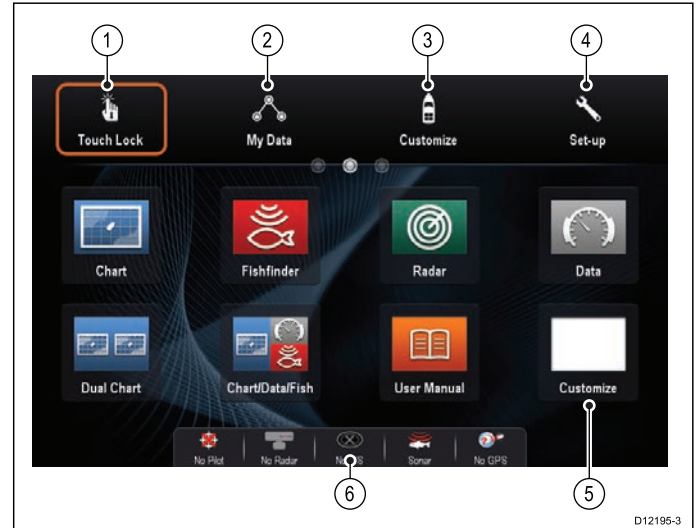 1 2 3 4
Touch Lock My Data Customize Set-up
Chart Fishfinder Radar Data
Dual Chart Chart/Data/Fish User Manual Customize
No Pilot No Radar Sonar No GPS
6 5
D12195-3